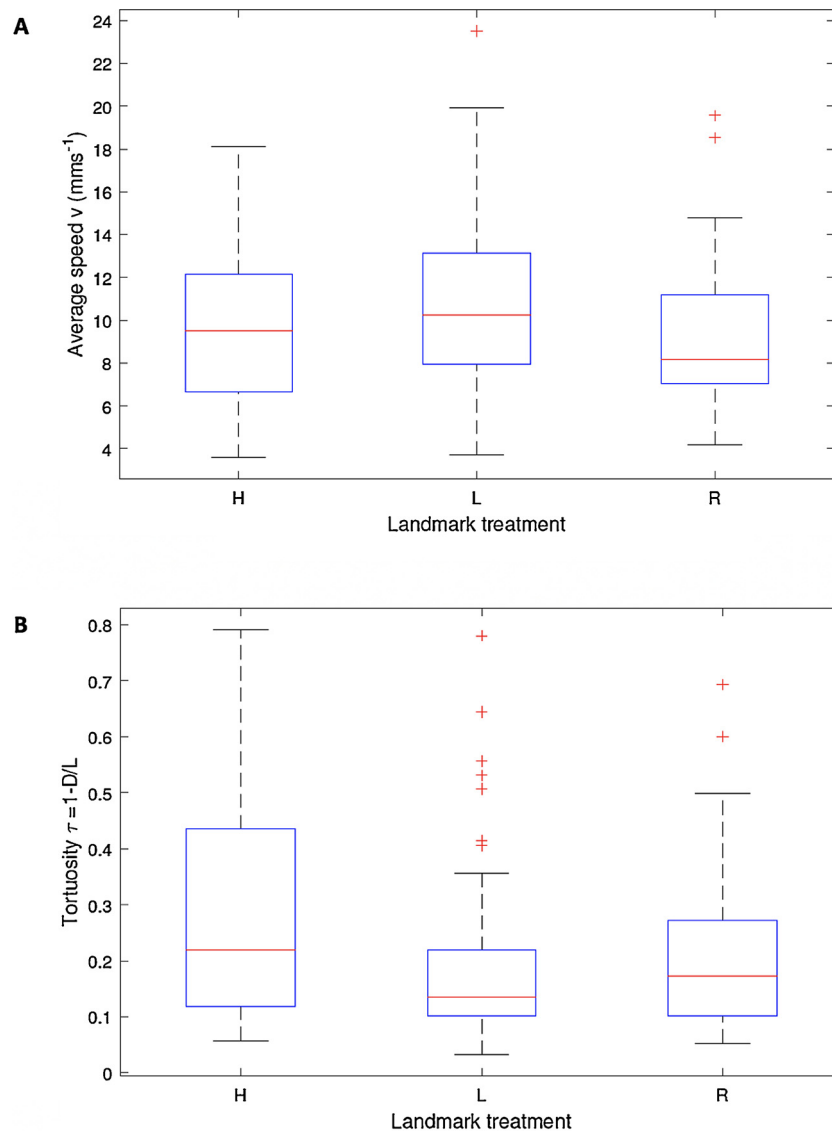 A
24
22
20
18
16
14
12
10
8
6
4
Average speed v (mms⁻¹)
H L R
Landmark treatment
B
0.8
0.7
0.6
0.5
0.4
0.3
0.2
0.1
0
Tortuosity τ =1-D/L
H L R
Landmark treatment